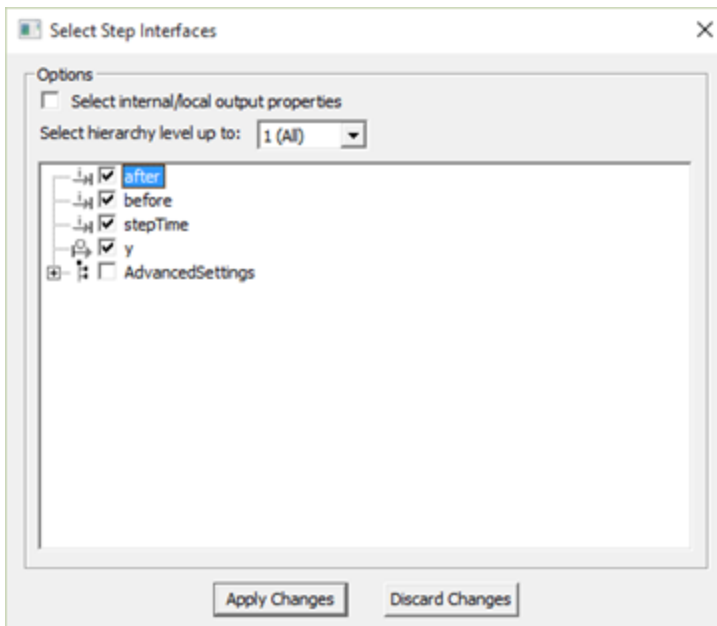 Select Step Interfaces
Options
Select internal/local output properties
Select hierarchy level up to: 1 (All)
after
before
stepTime
y
AdvancedSettings
Apply Changes Discard Changes